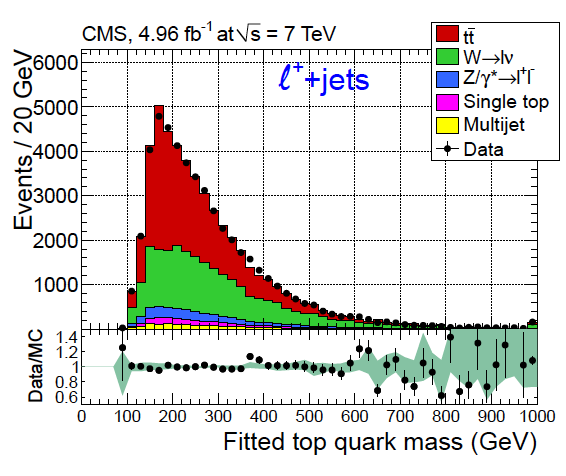 CMS, 4.96 fb⁻¹ at √s = 7 TeV
tt̄
W→lν
Z/γ*→l⁺l⁻
Single top
Multijet
Data
ℓ⁺+jets
Events / 20 GeV
6000
5000
4000
3000
2000
1000
Data/MC
1.4
1.2
1
0.8
0.6
0 100 200 300 400 500 600 700 800 900 1000
Fitted top quark mass (GeV)